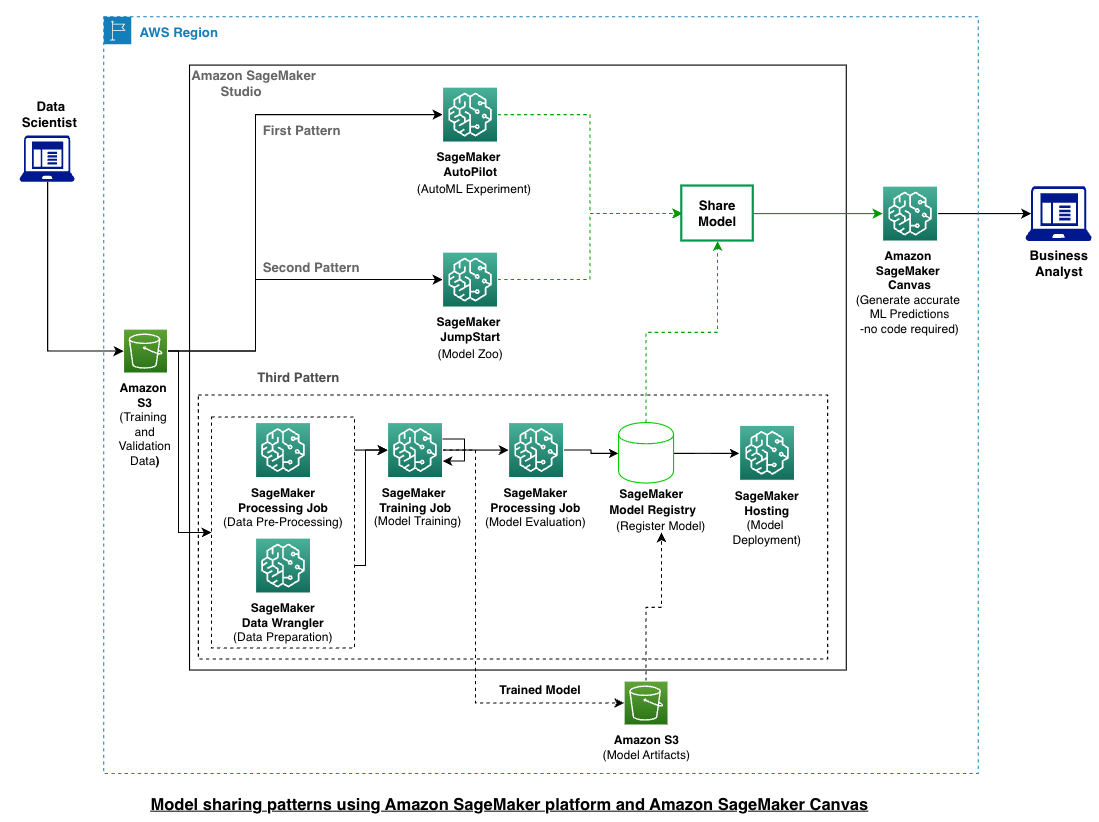 AWS Region
Amazon SageMaker
Studio
Data
Scientist
First Pattern
SageMaker
AutoPilot
(AutoML Experiment)
Share
Model
Second Pattern
SageMaker
JumpStart
(Model Zoo)
Amazon
SageMaker
Canvas
(Generate accurate
ML Predictions
-no code required)
Business
Analyst
Amazon
S3
(Training
and
Validation
Data)
Third Pattern
SageMaker
Processing Job
(Data Pre-Processing)
SageMaker
Training Job
(Model Training)
SageMaker
Processing Job
(Model Evaluation)
SageMaker
Model Registry
(Register Model)
SageMaker
Hosting
(Model
Deployment)
SageMaker
Data Wrangler
(Data Preparation)
Trained Model
Amazon S3
(Model Artifacts)
Model sharing patterns using Amazon SageMaker platform and Amazon SageMaker Canvas